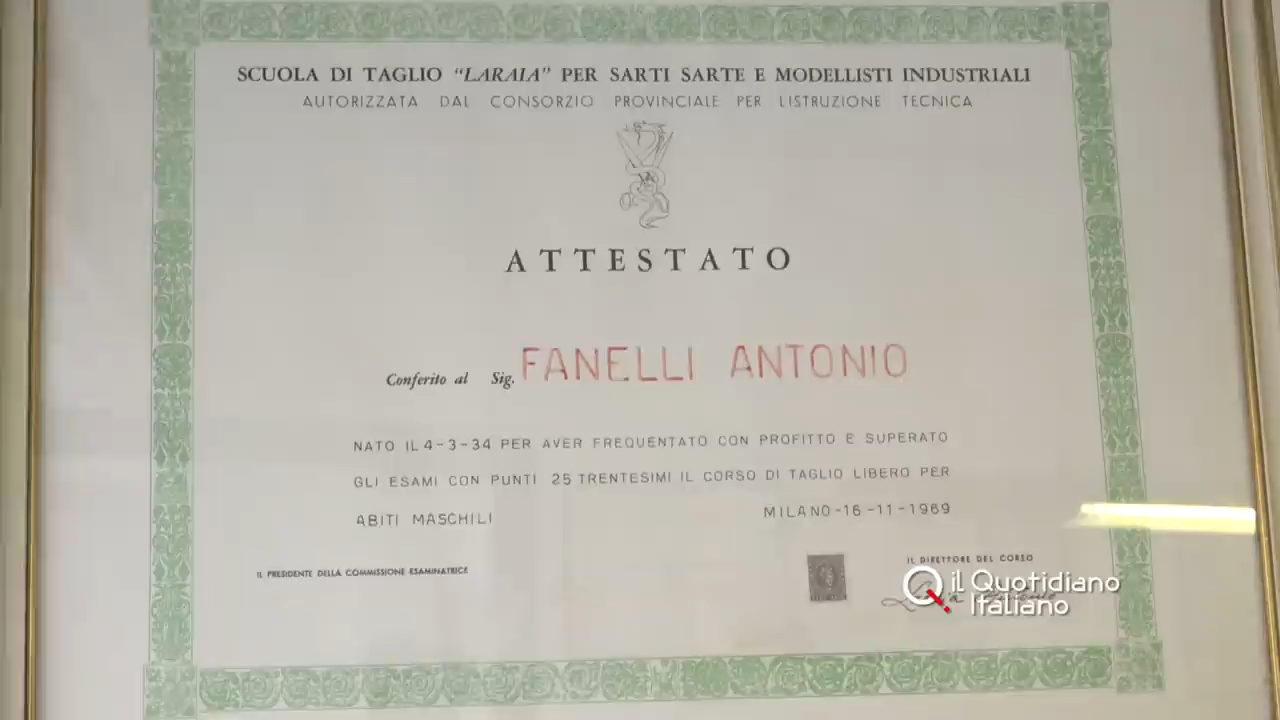 SCUOLA DI TAGLIO "LARAIA" PER SARTI SARTE E MODELLISTI INDUSTRIALI
AUTORIZZATA DAL CONSORZIO PROVINCIALE PER L'ISTRUZIONE TECNICA
ATTESTATO
Conferito al Sig. FANELLI ANTONIO
NATO IL 4-3-34 PER AVER FREQUENTATO CON PROFITTO E SUPERATO
GLI ESAMI CON PUNTI 25 TRENTESIMI IL CORSO DI TAGLIO LIBERO PER
ABITI MASCHILI MILANO-16-11-1969
IL PRESIDENTE DELLA COMMISSIONE ESAMINATRICE
IL DIRETTORE DEL CORSO
il Quotidiano
Italiano